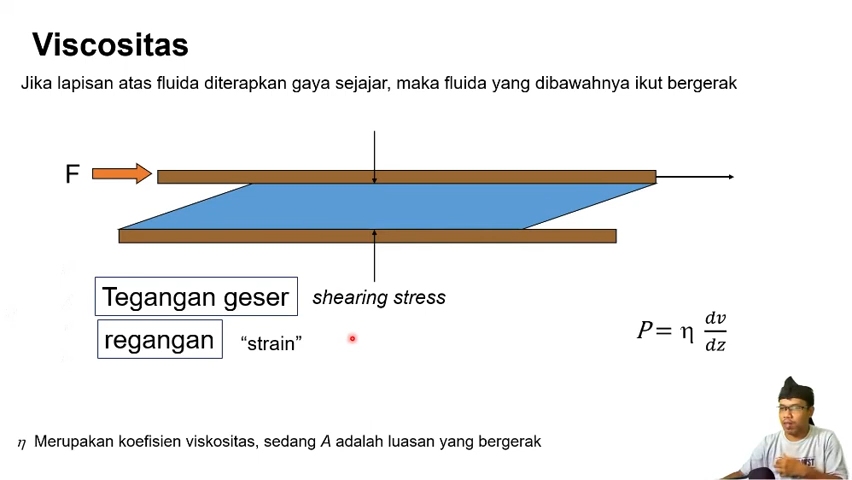 Viscositas
Jika lapisan atas fluida diterapkan gaya sejajar, maka fluida yang dibawahnya ikut bergerak
F
Tegangan geser shearing stress
regangan “strain”
P= η dv/dz
η Merupakan koefisien viskositas, sedang A adalah luasan yang bergerak